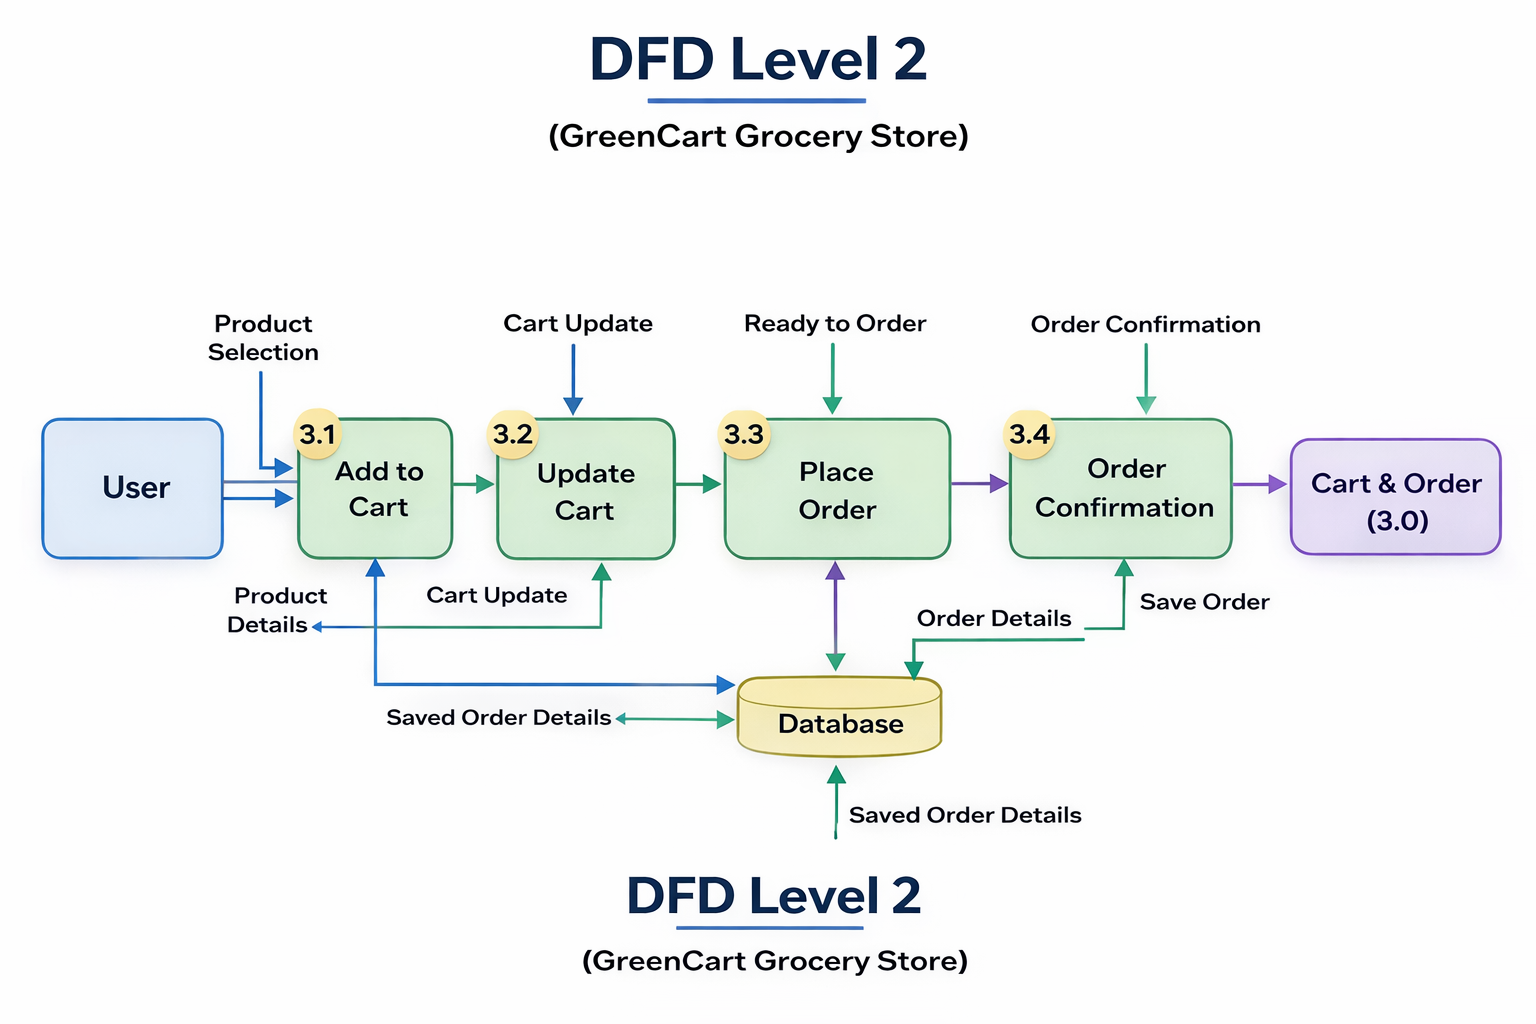 DFD Level 2
(GreenCart Grocery Store)
Product
Selection
Cart Update
Ready to Order
Order Confirmation
User
3.1
Add to
Cart
3.2
Update
Cart
3.3
Place
Order
3.4
Order
Confirmation
Cart & Order
(3.0)
Product
Details
Cart Update
Order Details
Save Order
Saved Order Details
Database
Saved Order Details
DFD Level 2
(GreenCart Grocery Store)